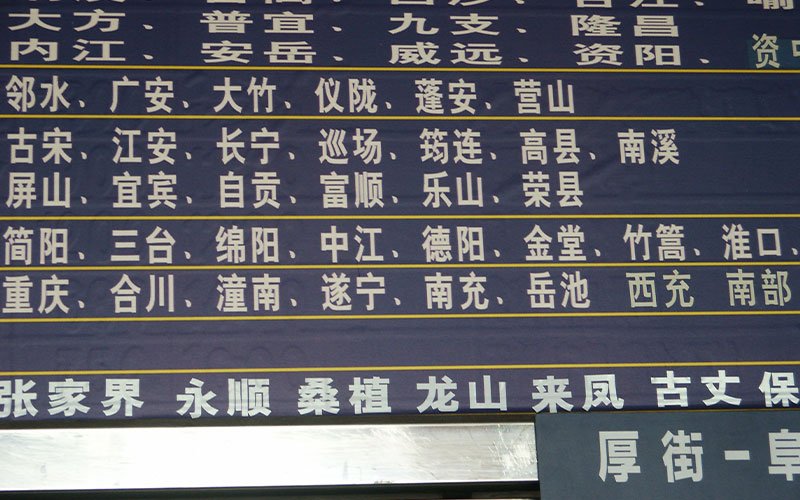 大方、普宜、九支、隆昌
内江、安岳、威远、资阳、资中
邻水、广安、大竹、仪陇、蓬安、营山
古宋、江安、长宁、巡场、筠连、高县、南溪
屏山、宜宾、自贡、富顺、乐山、荣县
简阳、三台、绵阳、中江、德阳、金堂、竹篙、淮口、
重庆、合川、潼南、遂宁、南充、岳池 西充 南部
张家界 永顺 桑植 龙山 来凤 古丈 保
厚街-阜